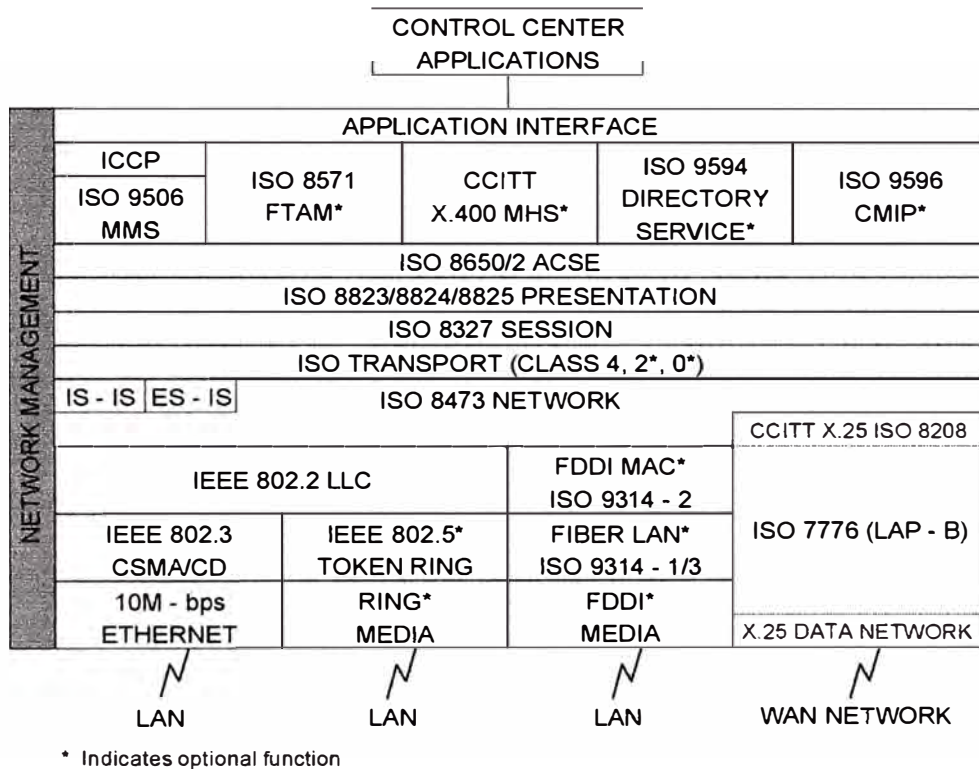 CONTROL CENTER
APPLICATIONS
NETWORK MANAGEMENT
APPLICATION INTERFACE
ICCP
ISO 9506
MMS
ISO 8571
FTAM*
CCITT
X.400 MHS*
ISO 9594
DIRECTORY
SERVICE*
ISO 9596
CMIP*
ISO 8650/2 ACSE
ISO 8823/8824/8825 PRESENTATION
ISO 8327 SESSION
ISO TRANSPORT (CLASS 4, 2*, 0*)
IS - IS
ES - IS
ISO 8473 NETWORK
CCITT X.25 ISO 8208
IEEE 802.2 LLC
FDDI MAC*
ISO 9314 - 2
ISO 7776 (LAP - B)
IEEE 802.3
CSMA/CD
IEEE 802.5*
TOKEN RING
FIBER LAN*
ISO 9314 - 1/3
10M - bps
ETHERNET
RING*
MEDIA
FDDI*
MEDIA
X.25 DATA NETWORK
LAN
LAN
LAN
WAN NETWORK
* Indicates optional function